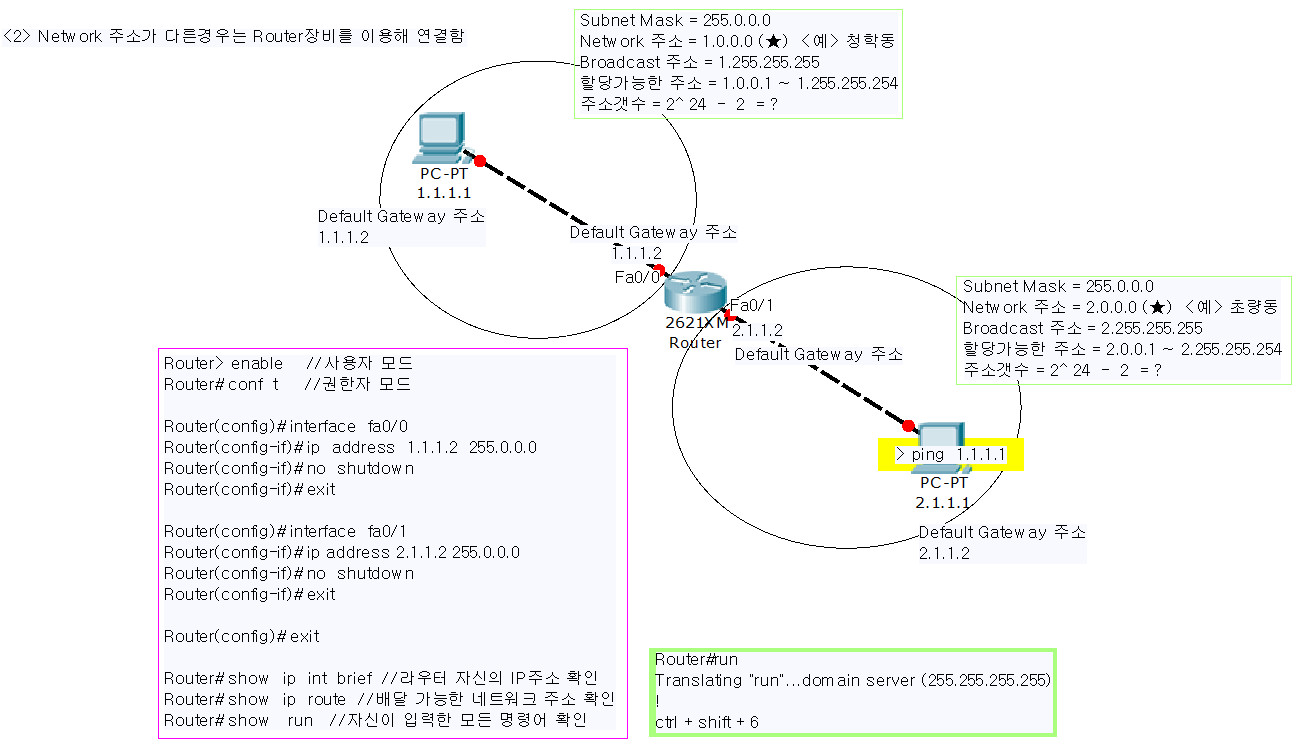 <2> Network 주소가 다른경우는 Router장비를 이용해 연결함
Subnet Mask = 255.0.0.0
Network 주소 = 1.0.0.0 (★) <예> 청학동
Broadcast 주소 = 1.255.255.255
할당가능한 주소 = 1.0.0.1 ~ 1.255.255.254
주소갯수 = 2^ 24 - 2 = ?
PC-PT
1.1.1.1
Default Gateway 주소
1.1.1.2
Default Gateway 주소
1.1.1.2
Fa0/0
2621XM
Router
Fa0/1
2.1.1.2
Default Gateway 주소
Subnet Mask = 255.0.0.0
Network 주소 = 2.0.0.0 (★) <예> 초량동
Broadcast 주소 = 2.255.255.255
할당가능한 주소 = 2.0.0.1 ~ 2.255.255.254
주소갯수 = 2^ 24 - 2 = ?
> ping 1.1.1.1
PC-PT
2.1.1.1
Default Gateway 주소
2.1.1.2
Router> enable //사용자 모드
Router# conf t //권한자 모드
Router(config)# interface fa0/0
Router(config-if)# ip address 1.1.1.2 255.0.0.0
Router(config-if)# no shutdown
Router(config-if)# exit
Router(config)# interface fa0/1
Router(config-if)# ip address 2.1.1.2 255.0.0.0
Router(config-if)# no shutdown
Router(config-if)# exit
Router(config)# exit
Router# show ip int brief //라우터 자신의 IP주소 확인
Router# show ip route //배달 가능한 네트워크 주소 확인
Router# show run //자신이 입력한 모든 명령어 확인
Router#run
Translating "run"...domain server (255.255.255.255)
!
ctrl + shift + 6